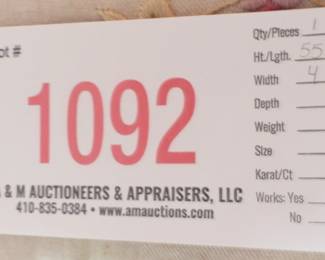 ot #
1092
& M AUCTIONEERS & APPRAISERS, LLC
410-835-0384 • www.amauctions.com
Qty/Pieces 1
Ht./Lgth. 55
Width 4
Depth
Weight
Size
Karat/Ct
Works: Yes
No